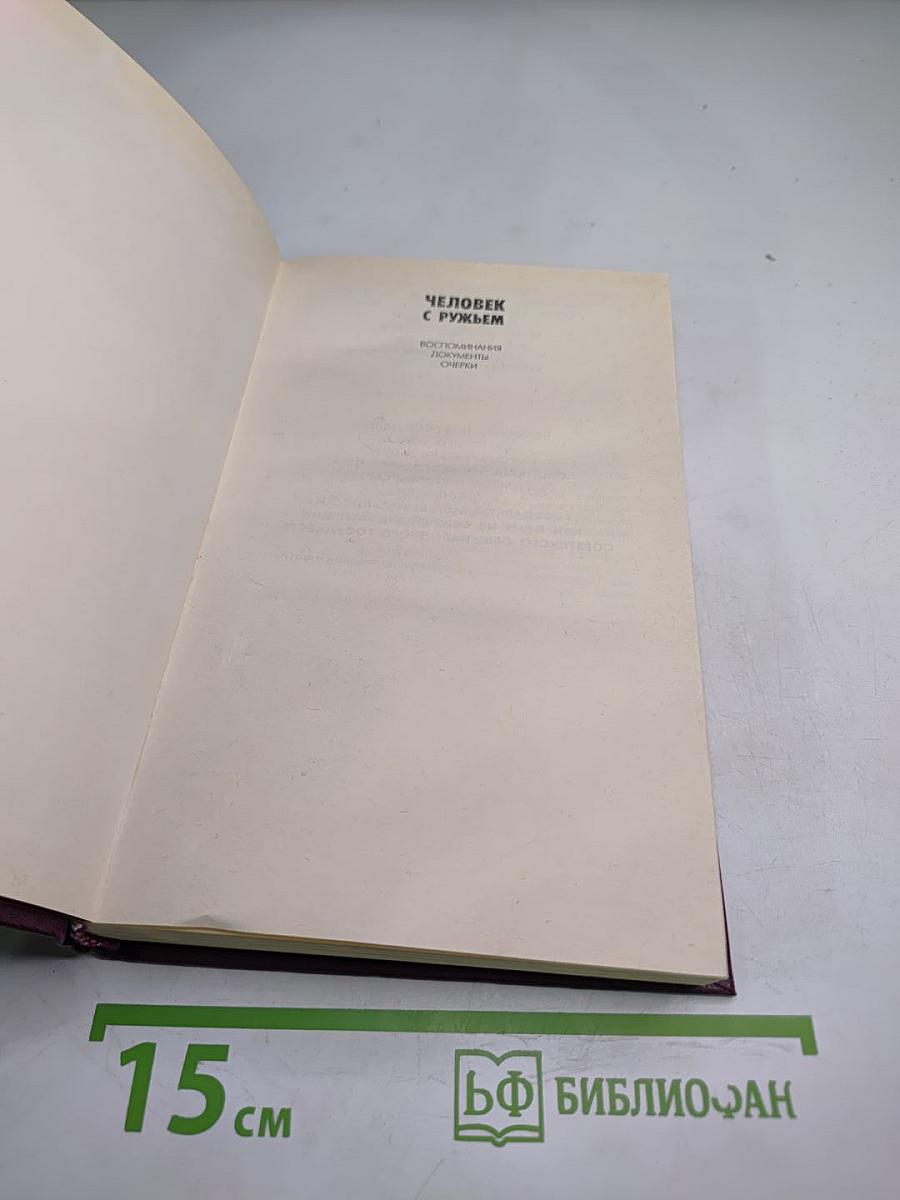 ЧЕЛОВЕК
С РУЖЬЕМ
ВОСПОМИНАНИЯ
ДОКУМЕНТЫ
ОЧЕРКИ
15 см
БФ БИБЛИОФАН